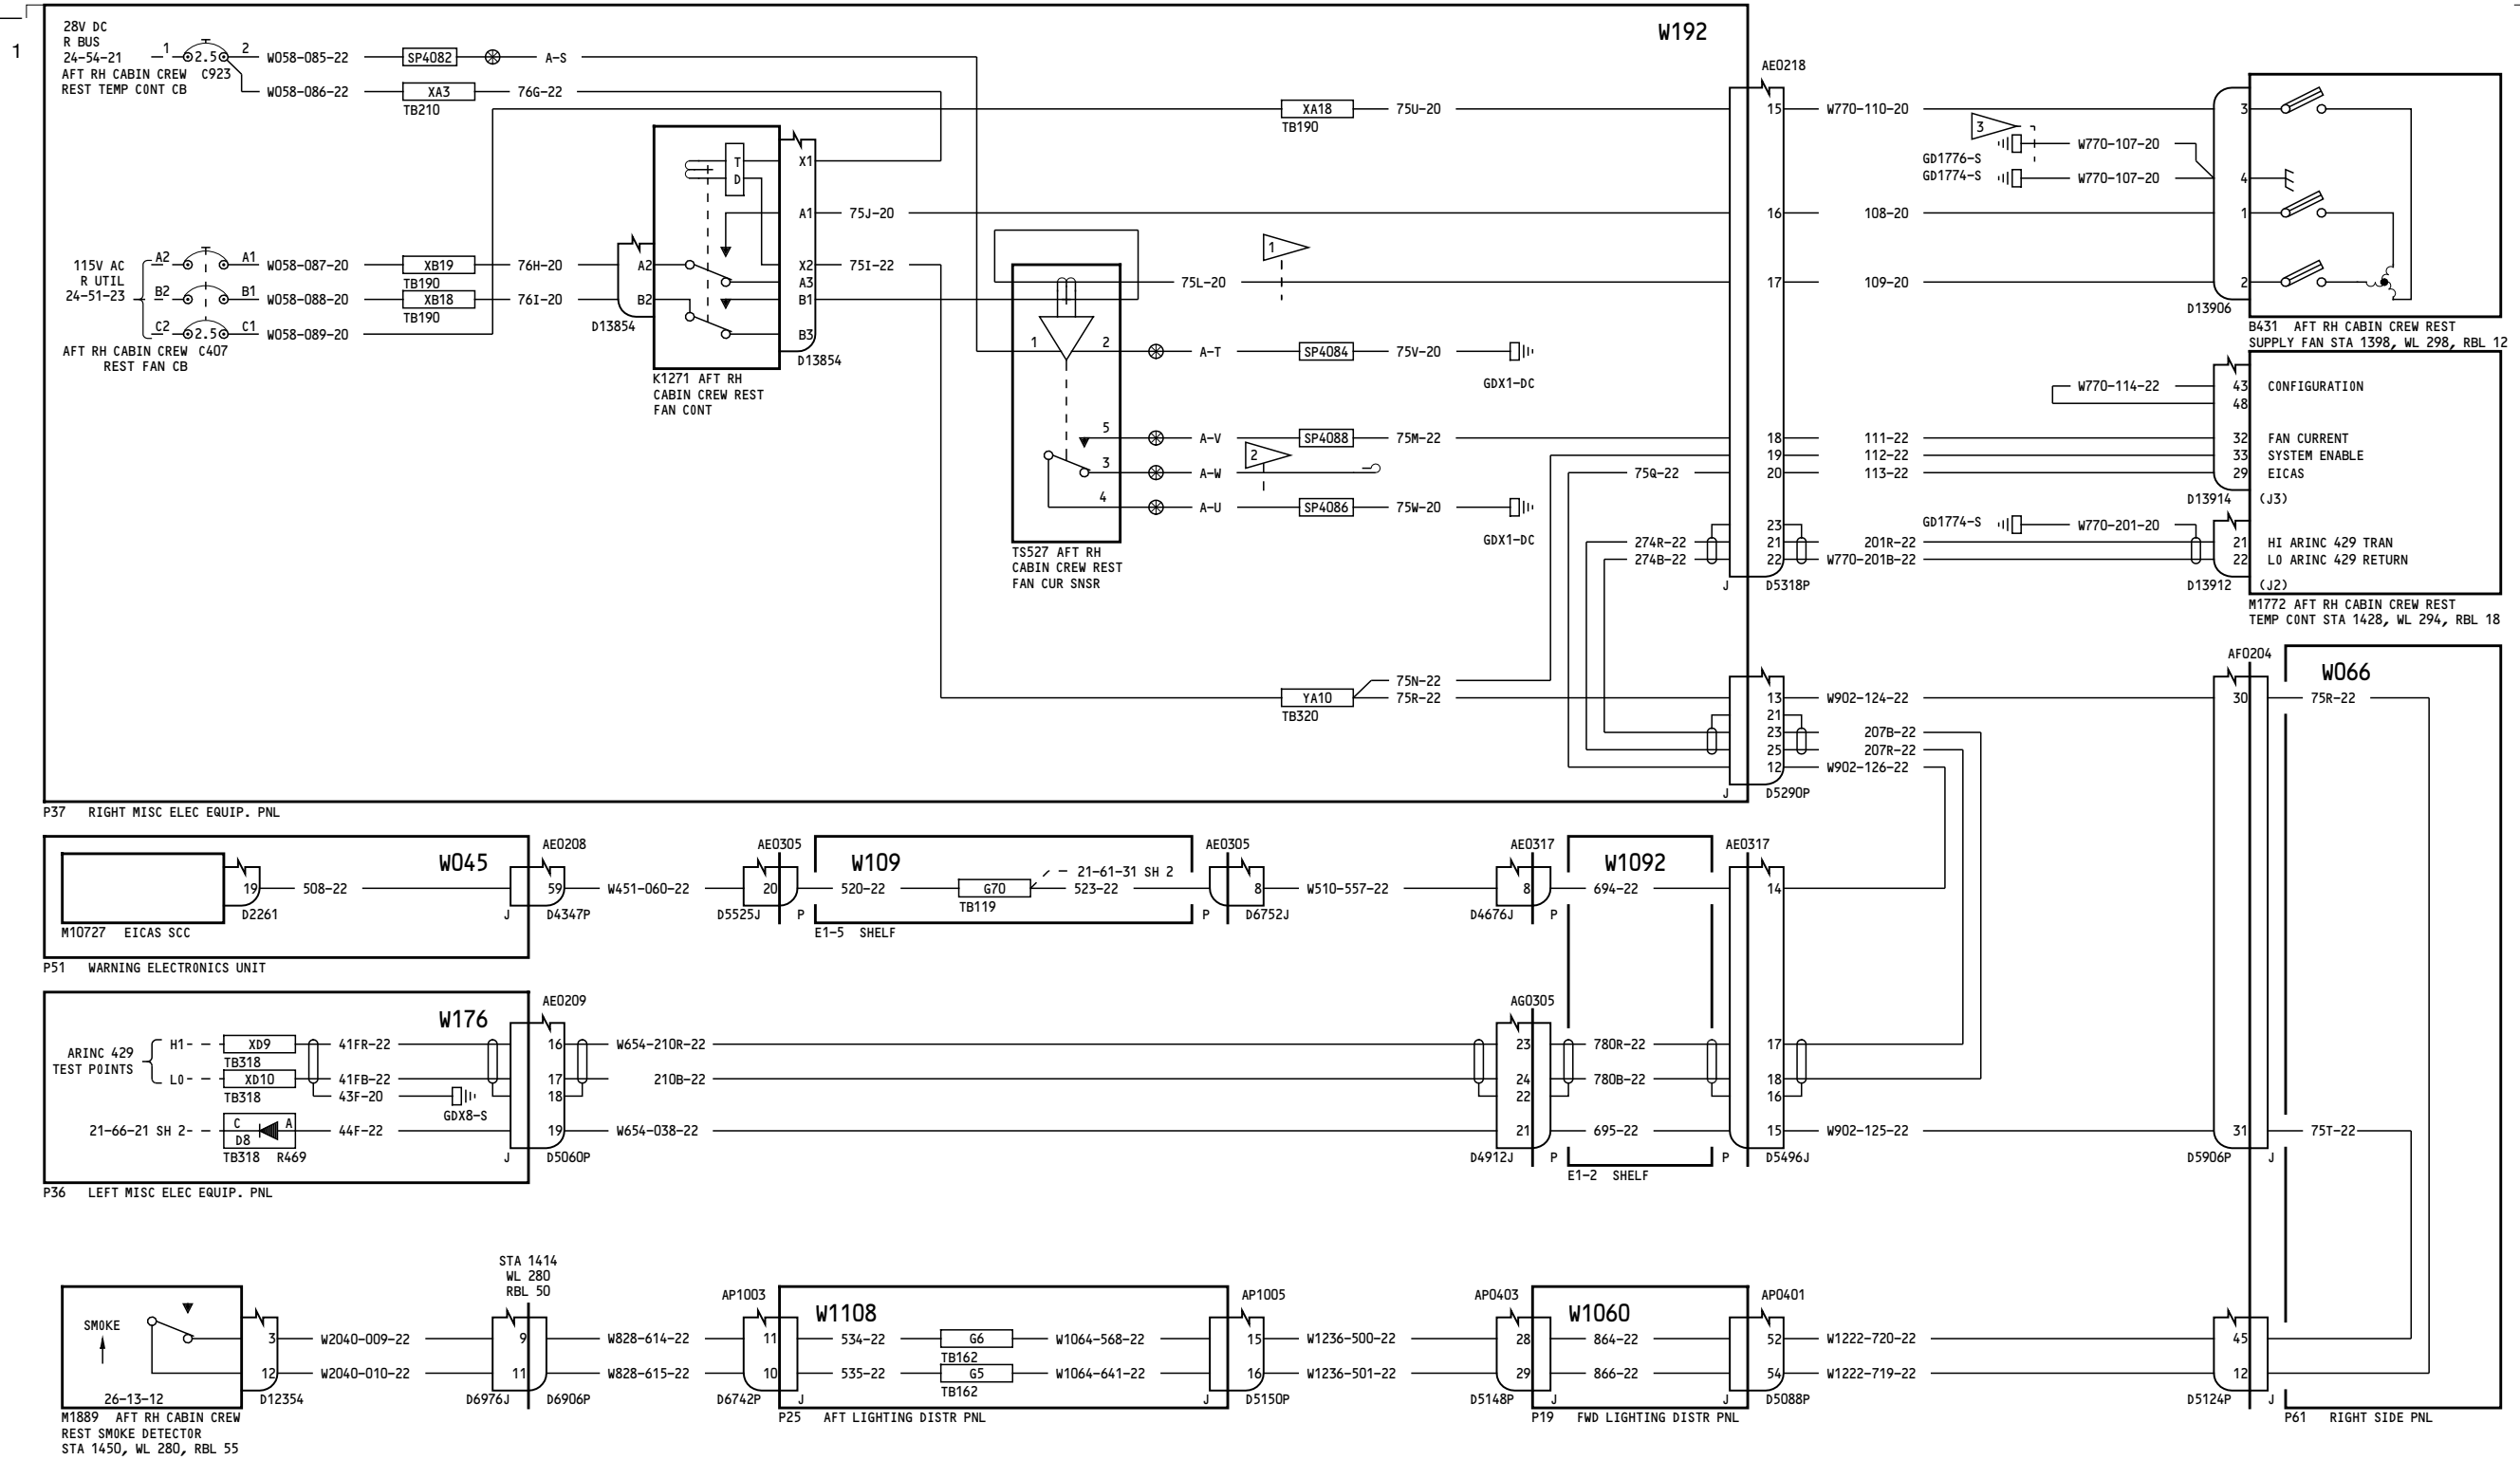 1
28V DC
R BUS
24-54-21
AFT RH CABIN CREW C923
REST TEMP CONT CB
1 2.5 2 W058-085-22 SP4082 A-S
W058-086-22 XA3 76G-22
TB210
W192
AE0218
XA18 75U-20 15 W770-110-20 3
TB190
3
GD1776-S W770-107-20
GD1774-S W770-107-20 4
T
D
X1
A1 75J-20 16 108-20 1
115V AC
R UTIL
24-51-23
A2 A1 W058-087-20 XB19 76H-20 A2 X2 75I-22
TB190
A3
B2 B1 W058-088-20 XB18 76I-20 B2 B1
TB190
C2 2.5 C1 W058-089-20
B3
AFT RH CABIN CREW C407
REST FAN CB
D13854
D13854
K1271 AFT RH
CABIN CREW REST
FAN CONT
1
75L-20 17 109-20 2
D13906
B431 AFT RH CABIN CREW REST
SUPPLY FAN STA 1398, WL 298, RBL 12
1 2 A-T SP4084 75V-20
GDX1-DC
5 A-V SP4088 75M-22 18 111-22 32 FAN CURRENT
2
3 A-W
4 A-U SP4086 75W-20
GDX1-DC
TS527 AFT RH
CABIN CREW REST
FAN CUR SNSR
W770-114-22 43 CONFIGURATION
48
19 112-22 33 SYSTEM ENABLE
75Q-22 20 113-22 29 EICAS
D13914 (J3)
23 GD1774-S W770-201-20
274R-22 21 201R-22 21 HI ARINC 429 TRAN
274B-22 22 W770-201B-22 22 LO ARINC 429 RETURN
J D5318P
D13912 (J2)
M1772 AFT RH CABIN CREW REST
TEMP CONT STA 1428, WL 294, RBL 18
AF0204
W066
75N-22
YA10 75R-22 13 W902-124-22 30 75R-22
TB320
21
23 207B-22
25 207R-22
12 W902-126-22
J D5290P
P37 RIGHT MISC ELEC EQUIP. PNL
W045
AE0208
AE0305
W109
AE0305
AE0317
W1092
AE0317
21-61-31 SH 2
19 508-22 59 W451-060-22 20 520-22 G70 523-22 8 W510-557-22 8 694-22 14
TB119
D2261 J D4347P D5525J P P D6752J D4676J P
M10727 EICAS SCC
E1-5 SHELF
P51 WARNING ELECTRONICS UNIT
W176
AE0209
AG0305
ARINC 429
TEST POINTS
HI XD9 41FR-22 16 W654-210R-22 23 780R-22 17
TB318
LO XD10 41FB-22 17 210B-22 24 780B-22 18
TB318
43F-20 18 22 16
GDX8-S
21-66-21 SH 2 C A 44F-22 19 W654-038-22 21 695-22 15 W902-125-22 31 75T-22
D8
TB318 R469
J D5060P D4912J P P D5496J D5906P J
E1-2 SHELF
P36 LEFT MISC ELEC EQUIP. PNL
STA 1414
WL 280
RBL 50
AP1003
W1108
AP1005
AP0403
W1060
AP0401
SMOKE
3 W2040-009-22 9 W828-614-22 11 534-22 G6 W1064-568-22 15 W1236-500-22 28 864-22 52 W1222-720-22 45
TB162
12 W2040-010-22 11 W828-615-22 10 535-22 G5 W1064-641-22 16 W1236-501-22 29 866-22 54 W1222-719-22 12
TB162
26-13-12 D12354 D6976J D6906P D6742P J J D5150P D5148P J J D5088P D5124P J
M1889 AFT RH CABIN CREW
REST SMOKE DETECTOR
STA 1450, WL 280, RBL 55
P25 AFT LIGHTING DISTR PNL
P19 FWD LIGHTING DISTR PNL
P61 RIGHT SIDE PNL